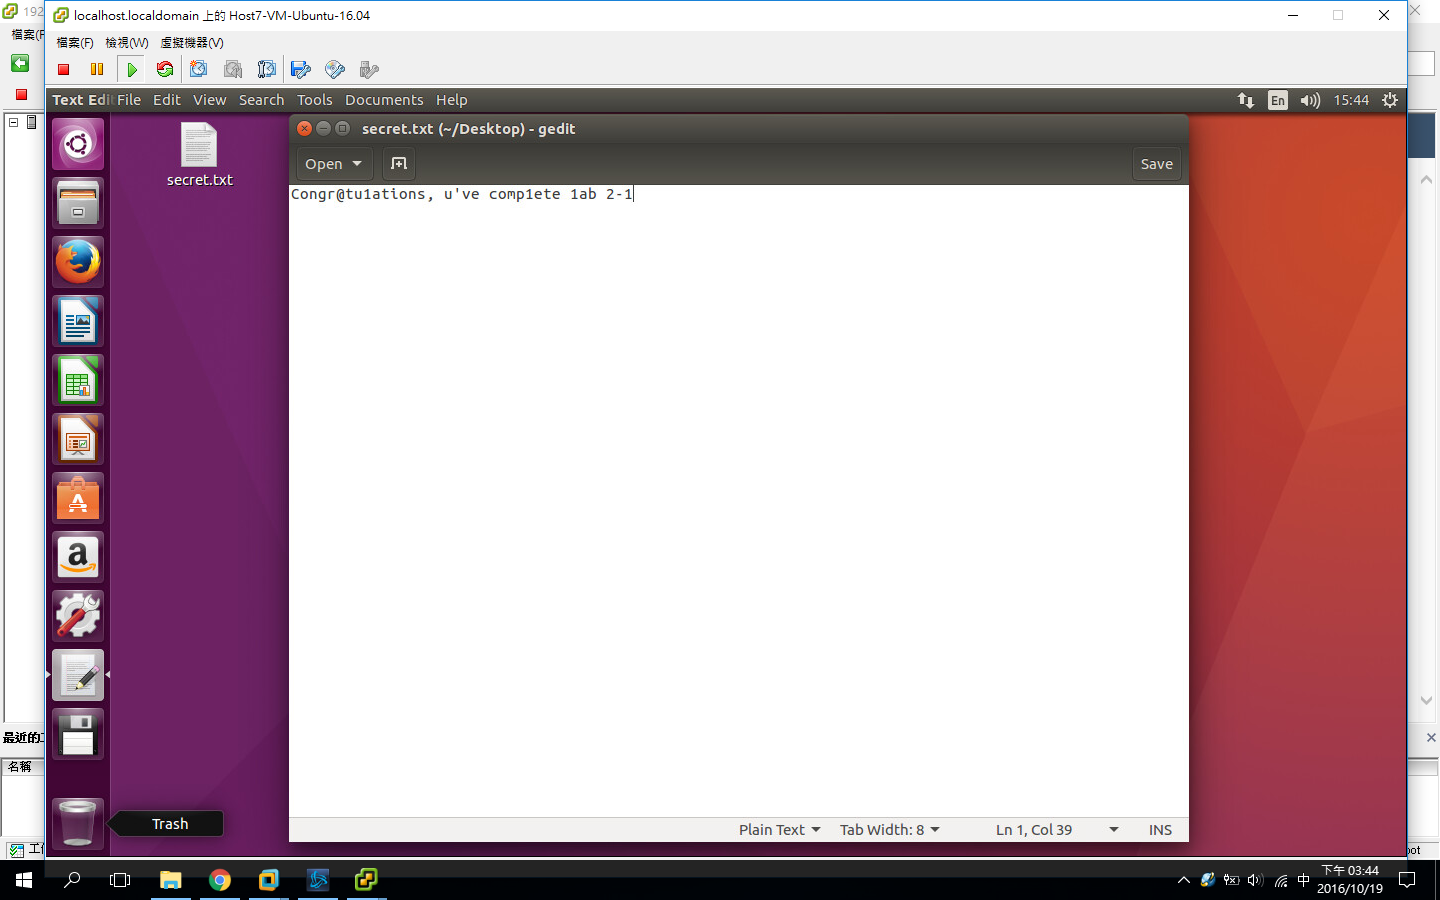 192
localhost.localdomain 上的 Host7-VM-Ubuntu-16.04
檔案(F)
檔案(F) 檢視(W) 虛擬機器(V)
Text Edit File Edit View Search Tools Documents Help
En 15:44
secret.txt (~/Desktop) - gedit
Open
Save
secret.txt
Congr@tu1ations, u've comp1ete 1ab 2-1
最近的
名稱
Trash
Plain Text Tab Width: 8 Ln 1, Col 39 INS
中
下午 03:44
2016/10/19